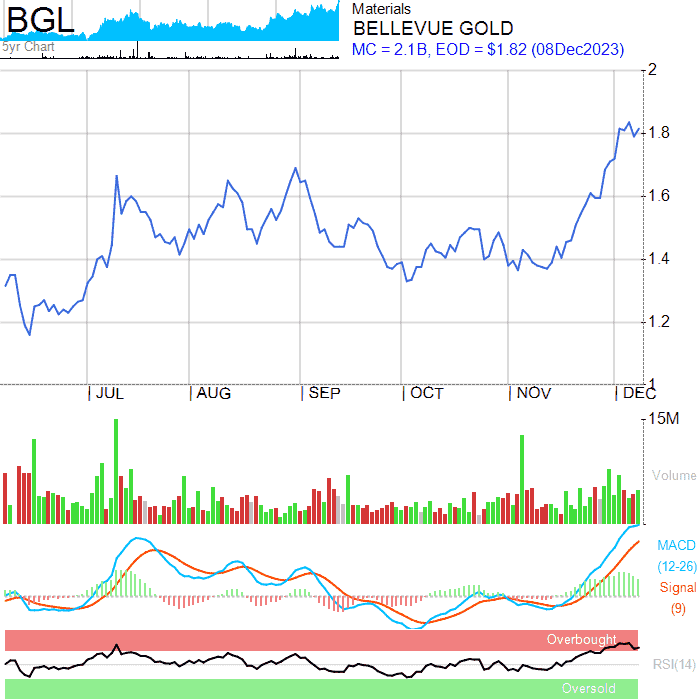 BGL
5yr Chart
Materials
BELLEVUE GOLD
MC = 2.1B, EOD = $1.82 (08Dec2023)
2
1.8
1.6
1.4
1.2
1
JUL AUG SEP OCT NOV DEC
15M
Volume
MACD
(12-26)
Signal
(9)
Overbought
RSI(14)
Oversold